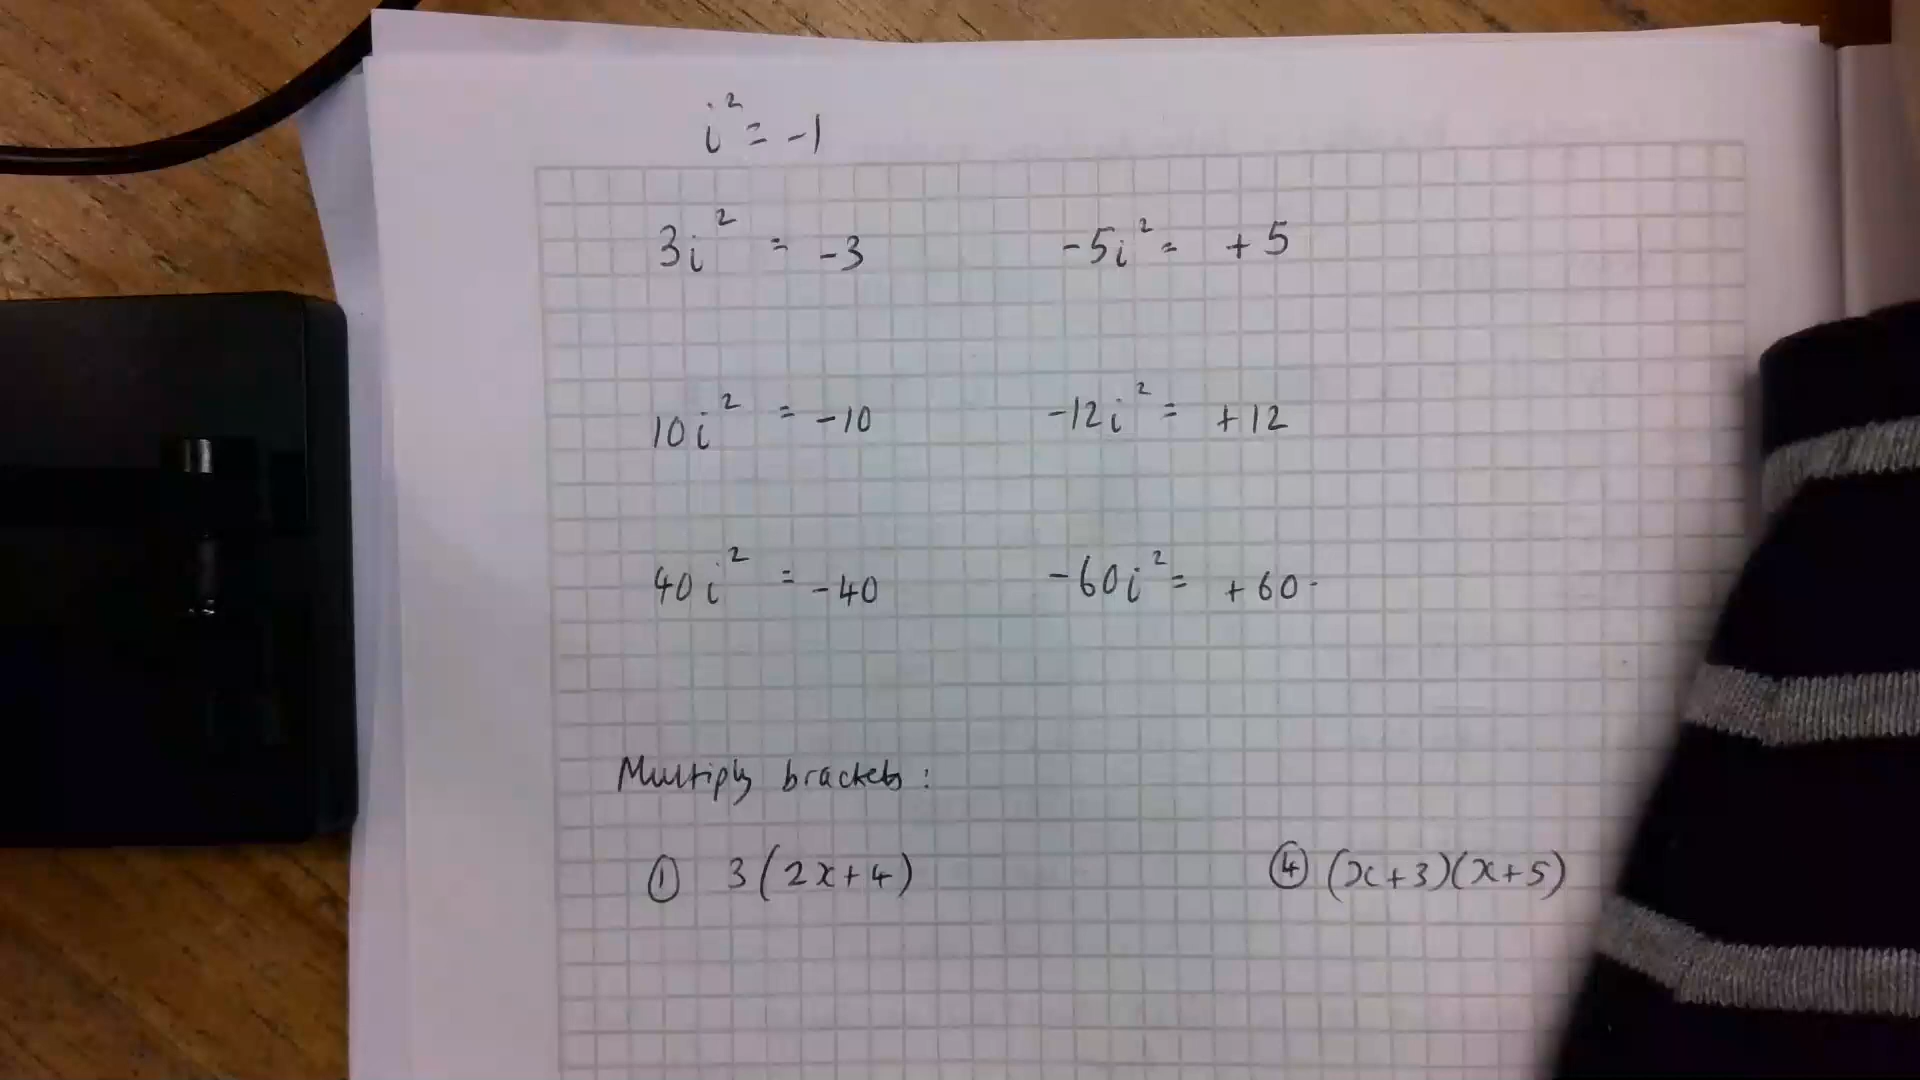 i² = -1
3i² = -3 -5i² = +5
10i² = -10 -12i² = +12
40i² = -40 -60i² = +60
Multiply brackets:
① 3(2x+4) ④ (x+3)(x+5)